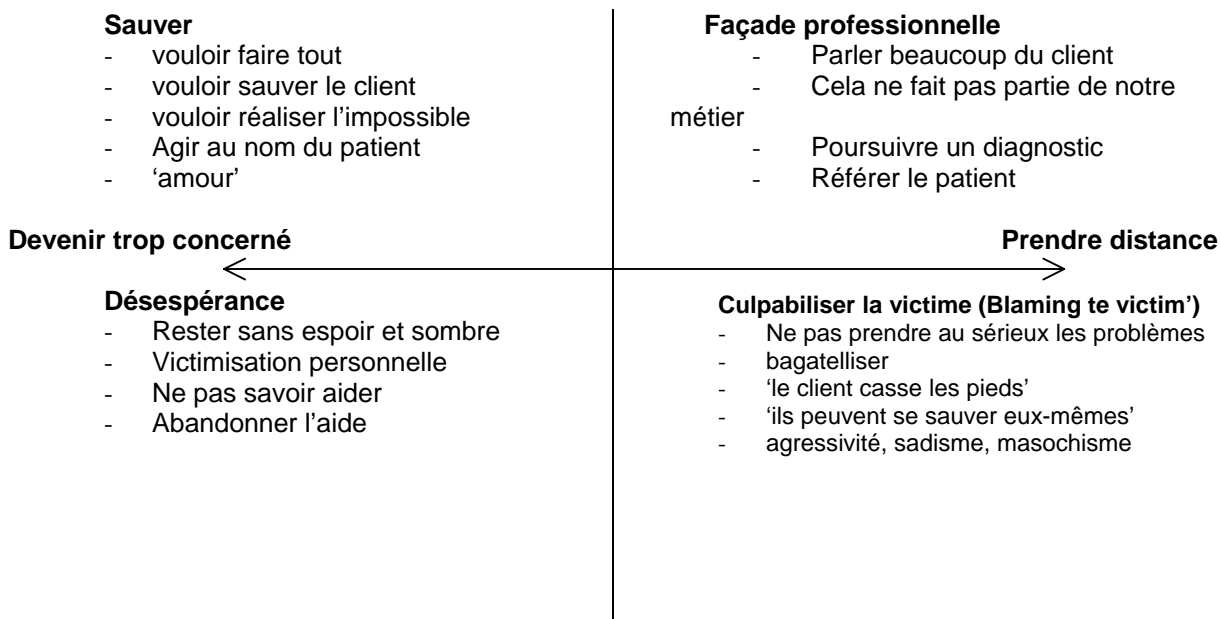 Sauver
- vouloir faire tout
- vouloir sauver le client
- vouloir réaliser l'impossible
- Agir au nom du patient
- 'amour'
Façade professionnelle
- Parler beaucoup du client
- Cela ne fait pas partie de notre
métier
- Poursuivre un diagnostic
- Référer le patient
Devenir trop concerné
Prendre distance
Désespérance
- Rester sans espoir et sombre
- Victimisation personnelle
- Ne pas savoir aider
- Abandonner l'aide
Culpabiliser la victime (Blaming te victim')
- Ne pas prendre au sérieux les problèmes
- bagatelliser
- 'le client casse les pieds'
- 'ils peuvent se sauver eux-mêmes'
- agressivité, sadisme, masochisme